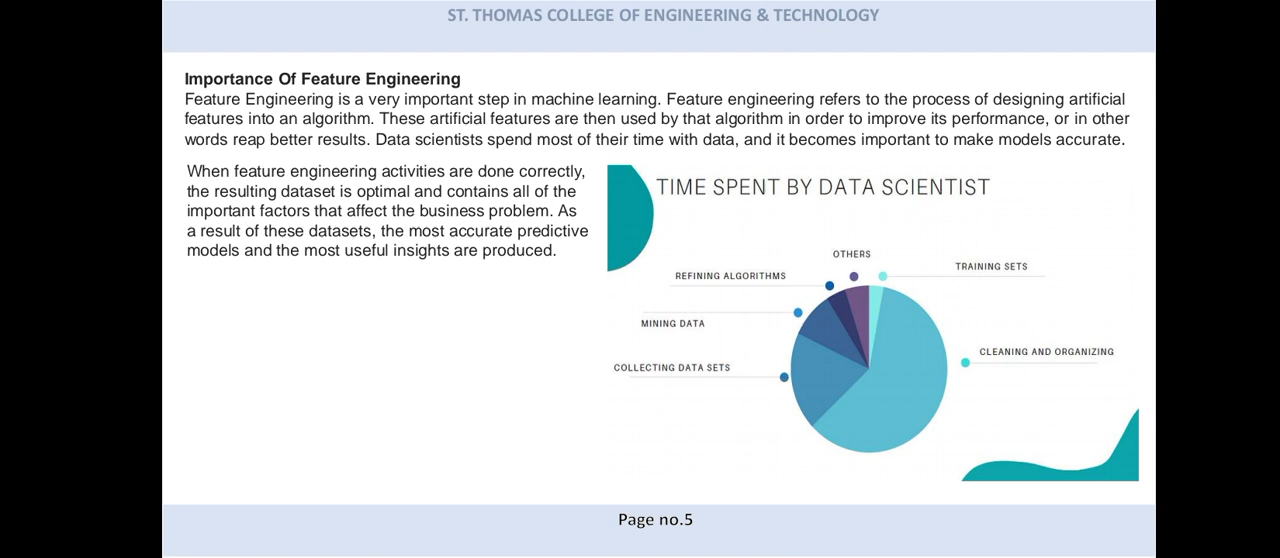 ST. THOMAS COLLEGE OF ENGINEERING & TECHNOLOGY
Importance Of Feature Engineering
Feature Engineering is a very important step in machine learning. Feature engineering refers to the process of designing artificial
features into an algorithm. These artificial features are then used by that algorithm in order to improve its performance, or in other
words reap better results. Data scientists spend most of their time with data, and it becomes important to make models accurate.
When feature engineering activities are done correctly,
the resulting dataset is optimal and contains all of the
important factors that affect the business problem. As
a result of these datasets, the most accurate predictive
models and the most useful insights are produced.
TIME SPENT BY DATA SCIENTIST
OTHERS
TRAINING SETS
REFINING ALGORITHMS
MINING DATA
CLEANING AND ORGANIZING
COLLECTING DATA SETS
Page no.5